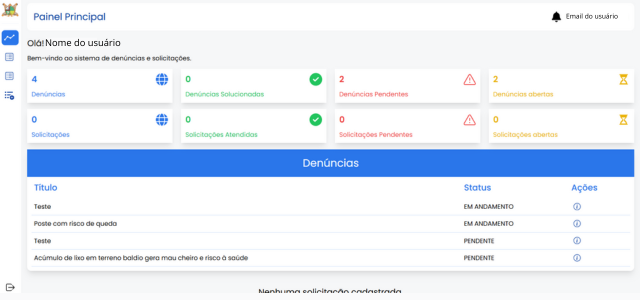 Painel Principal
Email do usuário
Olá! Nome do usuário
Bem-vindo ao sistema de denúncias e solicitações.
4
Denúncias
0
Denúncias Solucionadas
2
Denúncias Pendentes
2
Denúncias abertas
0
Solicitações
0
Solicitações Atendidas
0
Solicitações Pendentes
0
Solicitações abertas
Denúncias
Título Status Ações
Teste EM ANDAMENTO
Poste com risco de queda EM ANDAMENTO
Teste PENDENTE
Acúmulo de lixo em terreno baldio gera mau cheiro e risco à saúde PENDENTE
Nenhuma solicitação cadastrada